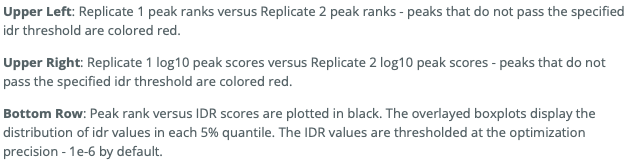 Upper Left: Replicate 1 peak ranks versus Replicate 2 peak ranks - peaks that do not pass the specified
idr threshold are colored red.
Upper Right: Replicate 1 log10 peak scores versus Replicate 2 log10 peak scores - peaks that do not
pass the specified idr threshold are colored red.
Bottom Row: Peak rank versus IDR scores are plotted in black. The overlayed boxplots display the
distribution of idr values in each 5% quantile. The IDR values are thresholded at the optimization
precision - 1e-6 by default.